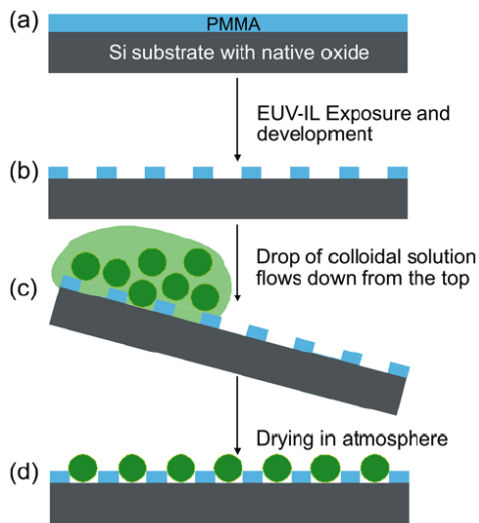 (a)
PMMA
Si substrate with native oxide
EUV-IL Exposure and
development
(b)
Drop of colloidal solution
flows down from the top
(c)
Drying in atmosphere
(d)